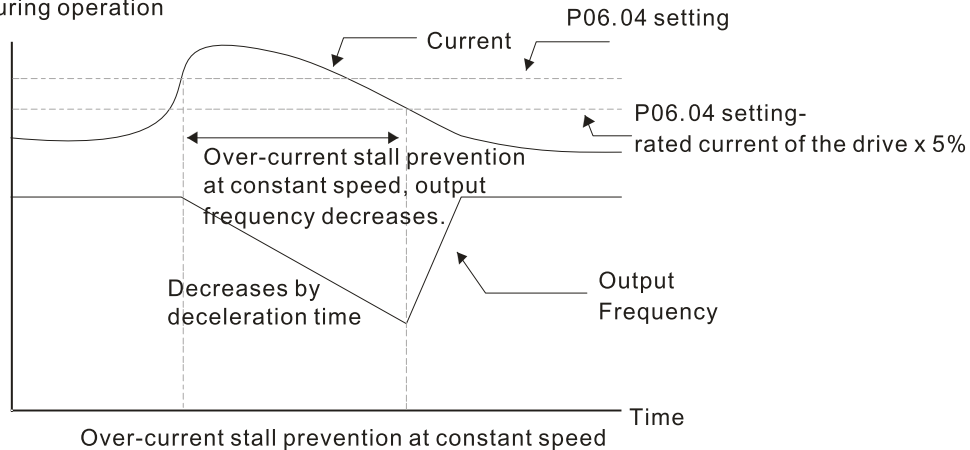 uring operation
P06.04 setting
Current
P06.04 setting-
rated current of the drive x 5%
Over-current stall prevention
at constant speed, output
frequency decreases.
Decreases by
deceleration time
Output
Frequency
Time
Over-current stall prevention at constant speed